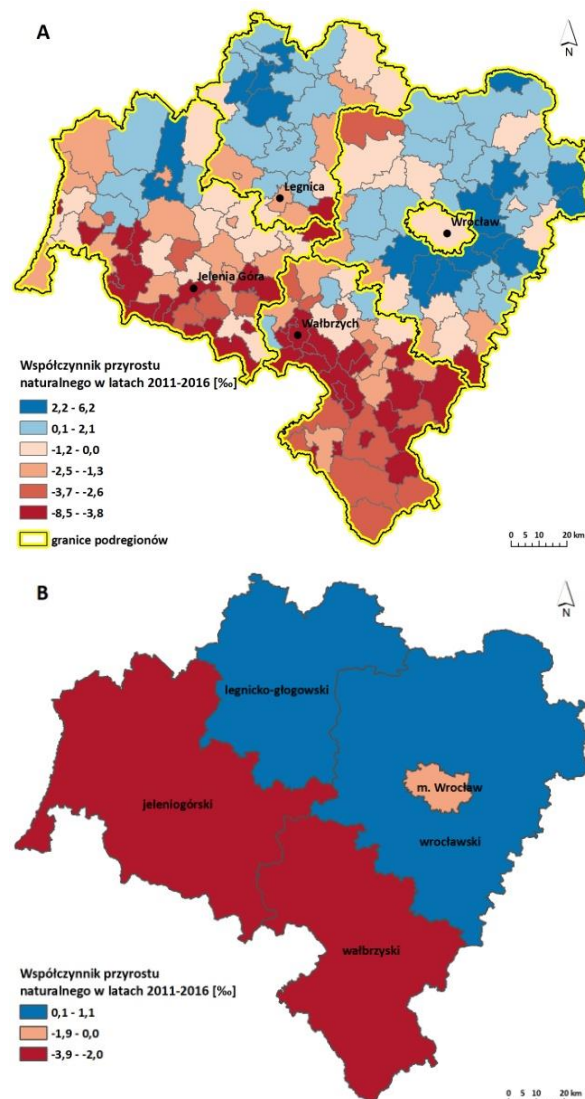 A
N
Legnica
Wrocław
Jelenia Góra
Wałbrzych
Współczynnik przyrostu
naturalnego w latach 2011-2016 [‰]
2,2 - 6,2
0,1 - 2,1
-1,2 - 0,0
-2,5 - -1,3
-3,7 - -2,6
-8,5 - -3,8
granice podregionów
0 5 10 20 km
B
N
legnicko-głogowski
m. Wrocław
jeleniogórski
wrocławski
wałbrzyski
Współczynnik przyrostu
naturalnego w latach 2011-2016 [‰]
0,1 - 1,1
-1,9 - 0,0
-3,9 - -2,0
0 5 10 20 km